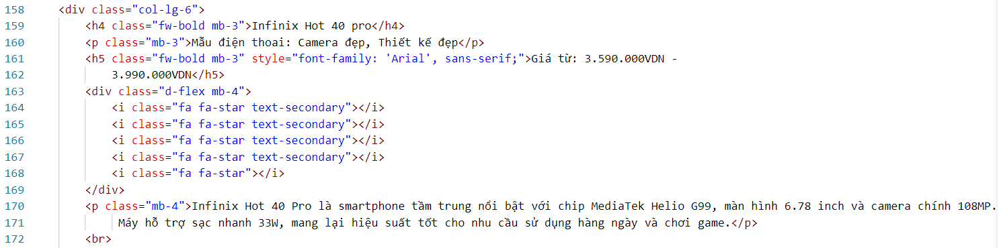 158 <div class="col-lg-6">
159 <h4 class="fw-bold mb-3">Infinix Hot 40 pro</h4>
160 <p class="mb-3">Mẫu điện thoai: Camera đẹp, Thiết kế đẹp</p>
161 <h5 class="fw-bold mb-3" style="font-family: 'Arial', sans-serif;">Giá từ: 3.590.000VDN -
162 3.990.000VDN</h5>
163 <div class="d-flex mb-4">
164 <i class="fa fa-star text-secondary"></i>
165 <i class="fa fa-star text-secondary"></i>
166 <i class="fa fa-star text-secondary"></i>
167 <i class="fa fa-star text-secondary"></i>
168 <i class="fa fa-star"></i>
169 </div>
170 <p class="mb-4">Infinix Hot 40 Pro là smartphone tầm trung nổi bật với chip MediaTek Helio G99, màn hình 6.78 inch và camera chính 108MP.
171 Máy hỗ trợ sạc nhanh 33W, mang lại hiệu suất tốt cho nhu cầu sử dụng hàng ngày và chơi game.</p>
172 <br>